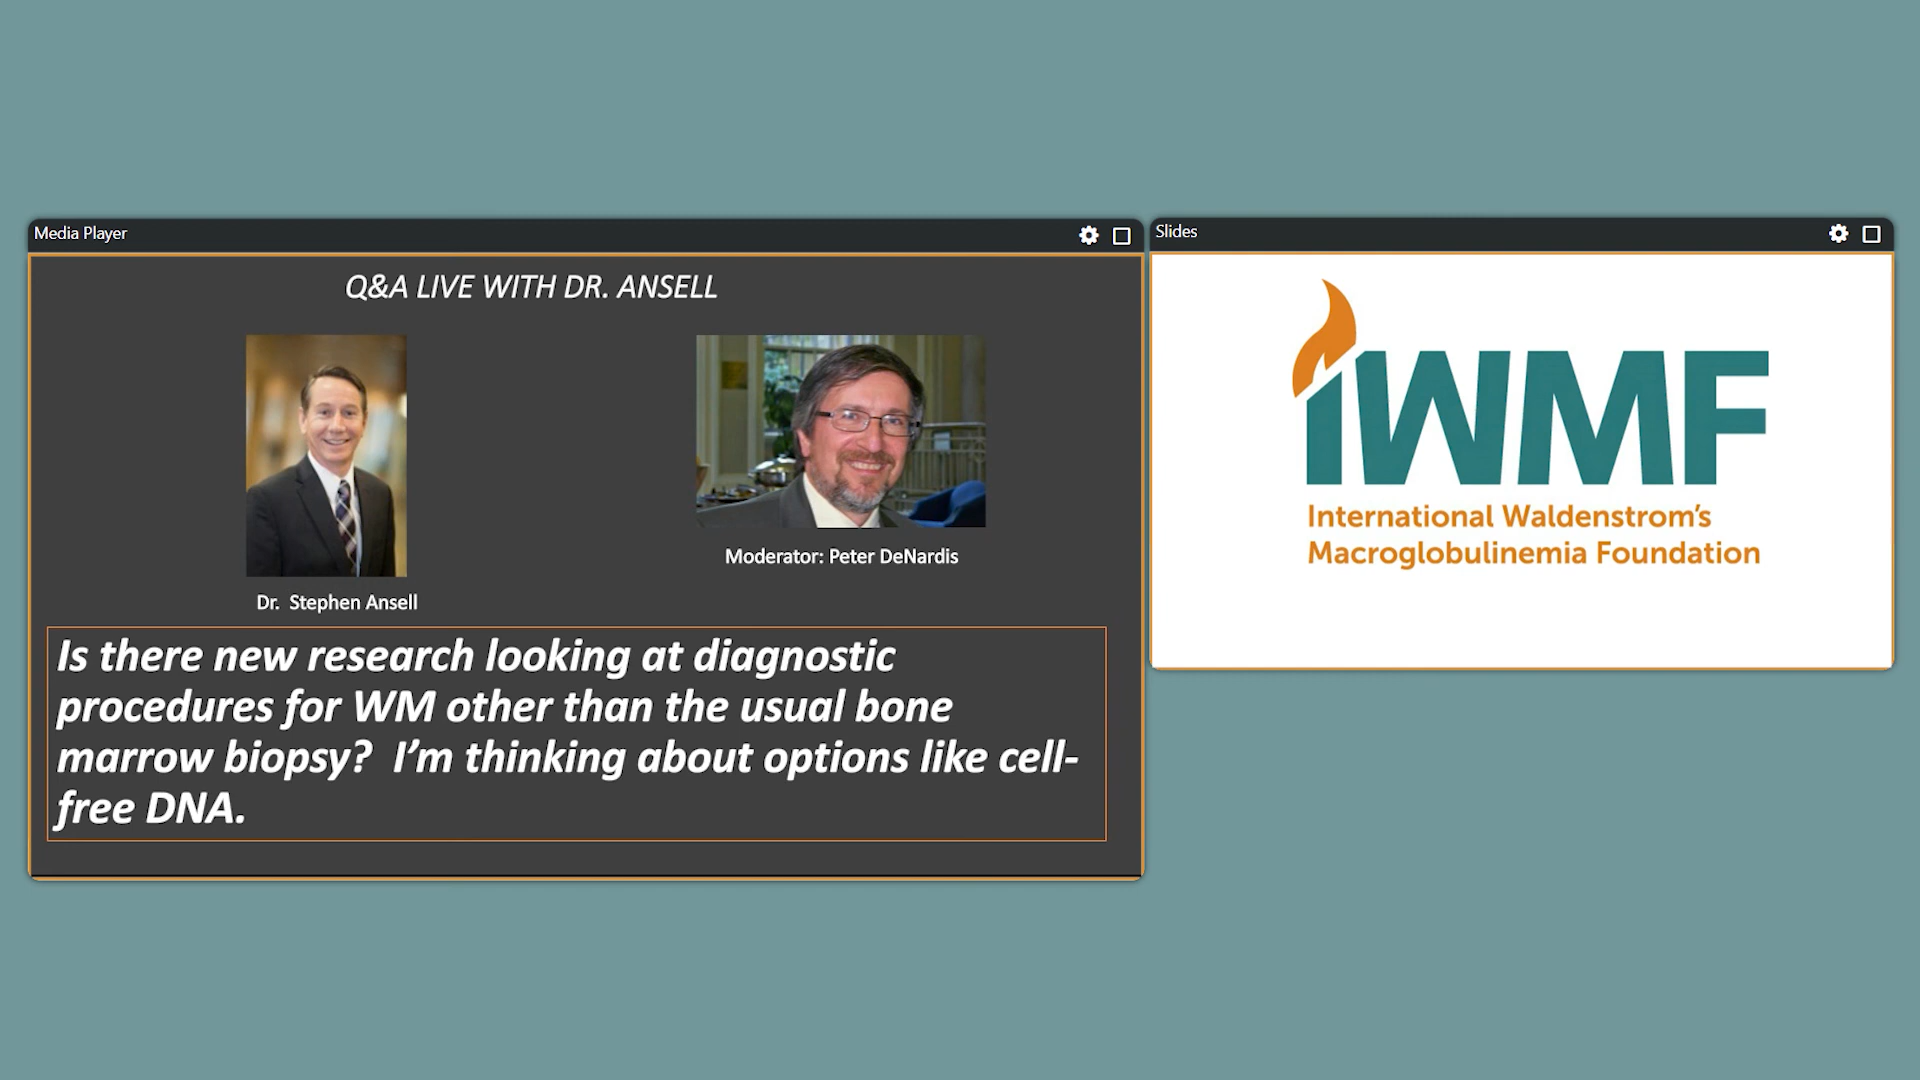 Media Player
Q&A LIVE WITH DR. ANSELL
Dr. Stephen Ansell
Moderator: Peter DeNardis
Is there new research looking at diagnostic
procedures for WM other than the usual bone
marrow biopsy? I’m thinking about options like cell-
free DNA.
Slides
IWMF
International Waldenstrom’s
Macroglobulinemia Foundation